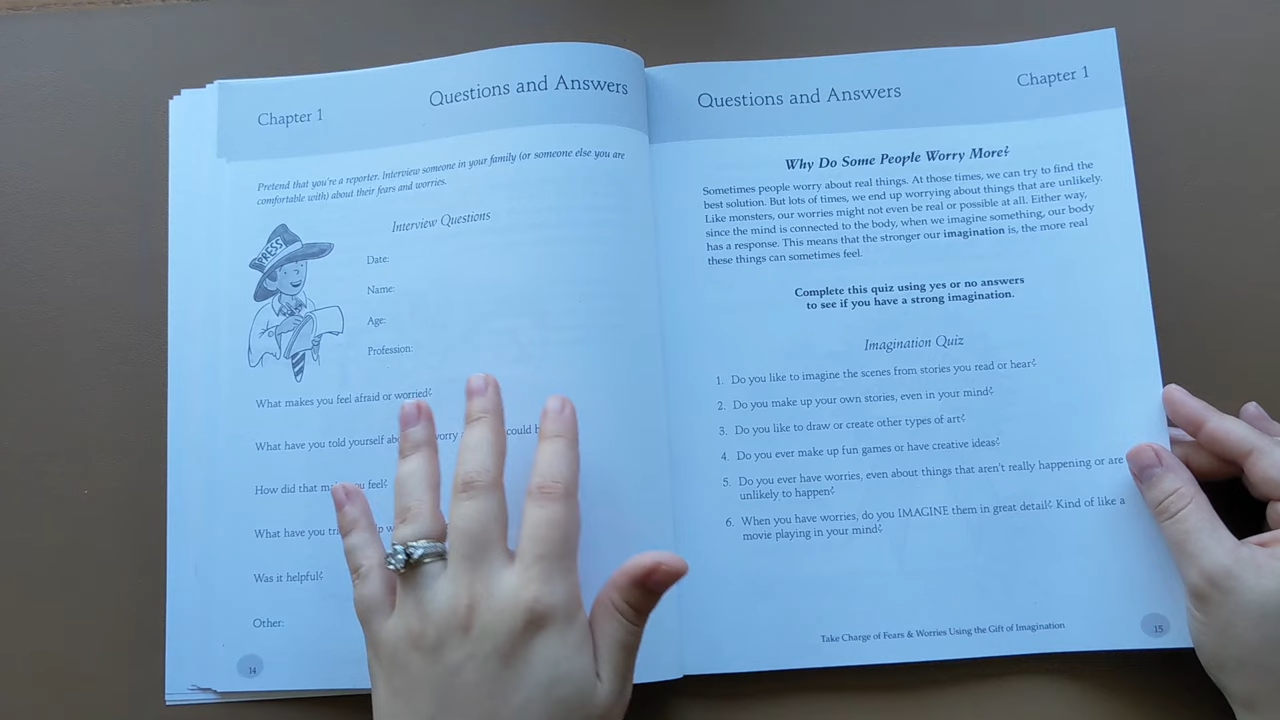 Chapter 1
Questions and Answers
Pretend that you're a reporter. Interview someone in your family (or someone else you are
comfortable with) about their fears and worries.
Interview Questions
PRESS
Date:
Name:
Age:
Profession:
What makes you feel afraid or worried?
What have you told yourself worry could
How did that you feel?
What have you
Was it helpful?
Other:
14
Questions and Answers
Chapter 1
Why Do Some People Worry More?
Sometimes people worry about real things. At those times, we can try to find the
best solution. But lots of times, we end up worrying about things that are unlikely.
Like monsters, our worries might not even be real or possible at all. Either way,
since the mind is connected to the body, when we imagine something, our body
has a response. This means that the stronger our imagination is, the more real
these things can sometimes feel.
Complete this quiz using yes or no answers
to see if you have a strong imagination.
Imagination Quiz
1. Do you like to imagine the scenes from stories you read or hear?
2. Do you make up your own stories, even in your mind?
3. Do you like to draw or create other types of art?
4. Do you ever make up fun games or have creative ideas?
5. Do you ever have worries, even about things that aren't really happening or are
unlikely to happen?
6. When you have worries, do you IMAGINE them in great detail? Kind of like a
movie playing in your mind?
Take Charge of Fears & Worries Using the Gift of Imagination
15